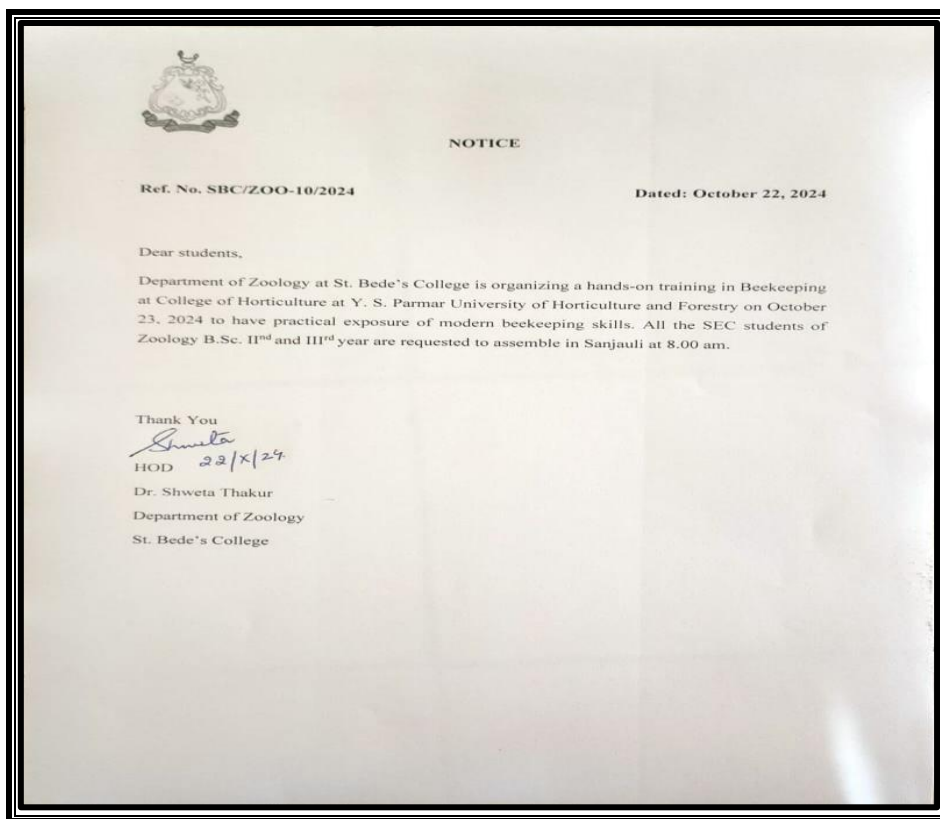 NOTICE
Ref. No. SBC/ZOO-10/2024 Dated: October 22, 2024
Dear students,
Department of Zoology at St. Bede's College is organizing a hands-on training in Beekeeping
at College of Horticulture at Y. S. Parmar University of Horticulture and Forestry on October
23, 2024 to have practical exposure of modern beekeeping skills. All the SEC students of
Zoology B.Sc. IInd and IIIrd year are requested to assemble in Sanjauli at 8.00 am.
Thank You
Shweta
HOD 22/X/24.
Dr. Shweta Thakur
Department of Zoology
St. Bede's College